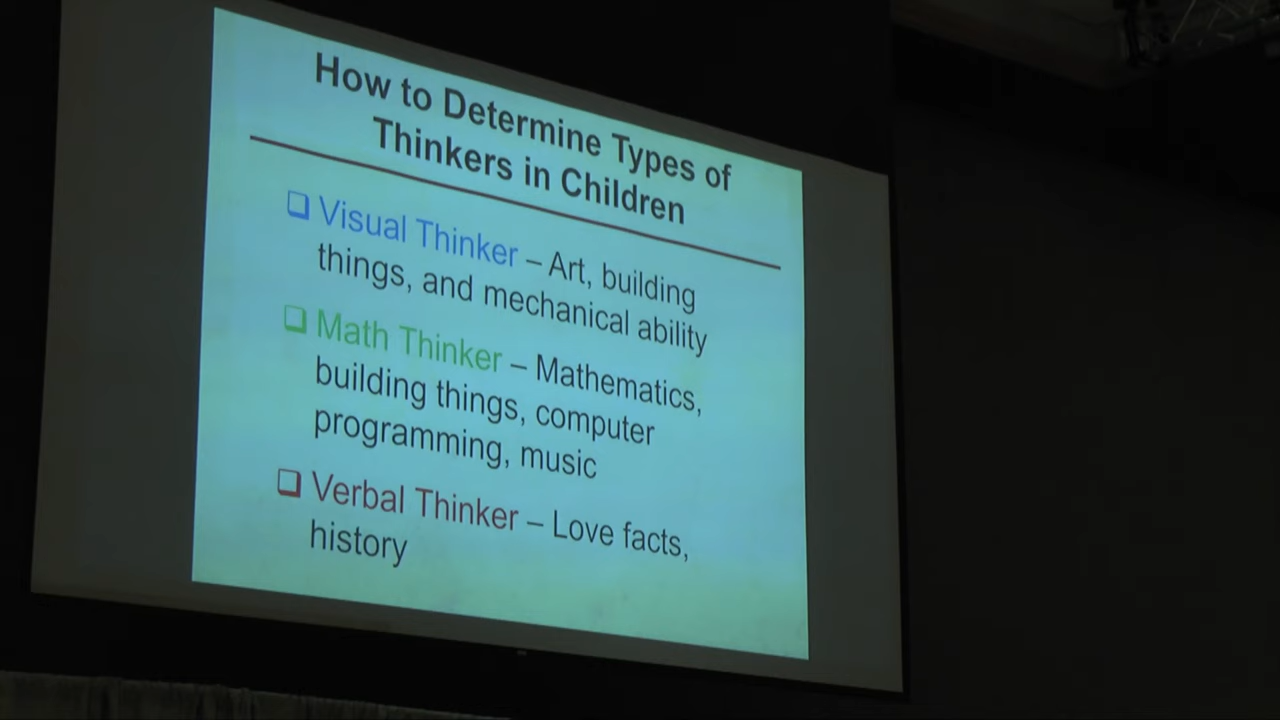 How to Determine Types of
Thinkers in Children
❑ Visual Thinker – Art, building
things, and mechanical ability
❑ Math Thinker – Mathematics,
building things, computer
programming, music
❑ Verbal Thinker – Love facts,
history